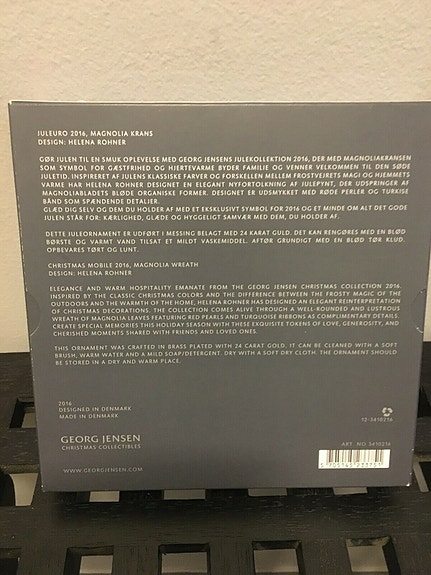 JULEURO 2016, MAGNOLIA KRANS
DESIGN: HELENA ROHNER
GØR JULEN TIL EN SMUK OPLEVELSE MED GEORG JENSENS JULEKOLLEKTION 2016, DER MED MAGNOLIAKRANSEN
SOM SYMBOL FOR GÆSTFRIHED OG HJERTEVARME BYDER FAMILIE OG VENNER VELKOMMEN TIL DEN SØDE
JULETID. INSPIRERET AF JULENS KLASSISKE FARVER OG FORSKELLEN MELLEM FROSTVEJRETS MAGI OG HJEMMETS
VARME HAR HELENA ROHNER DESIGNET EN ELEGANT NYFORTOLKNING AF JULEPYNT, DER UDSPRINGER AF
MAGNOLIABLADETS BLØDE ORGANISKE FORMER. DESIGNET ER UDSMYKKET MED RØDE PERLER OG TURKISE
BÅND SOM SPÆNDENDE DETALJER.
GLÆD DIG SELV OG DEM DU HOLDER AF MED ET EKSKLUSIVT SYMBOL FOR 2016 OG ET MINDE OM ALT DET GODE
JULEN STÅR FOR: KÆRLIGHED, GLÆDE OG HYGGELIGT SAMVÆR MED DEM, DU HOLDER AF.
DETTE JULEORNAMENT ER UDFØRT I MESSING BELAGT MED 24 KARAT GULD. DET KAN RENGØRES MED EN BLØD
BØRSTE OG VARMT VAND TILSAT ET MILDT VASKEMIDDEL. AFTØR GRUNDIGT MED EN BLØD TØR KLUD.
OPBEVARES TØRT OG LUNT.
CHRISTMAS MOBILE 2016, MAGNOLIA WREATH
DESIGN: HELENA ROHNER
ELEGANCE AND WARM HOSPITALITY EMANATE FROM THE GEORG JENSEN CHRISTMAS COLLECTION 2016.
INSPIRED BY THE CLASSIC CHRISTMAS COLORS AND THE DIFFERENCE BETWEEN THE FROSTY MAGIC OF THE
OUTDOORS AND THE WARMTH OF THE HOME, HELENA ROHNER HAS DESIGNED AN ELEGANT REINTERPRETATION
OF CHRISTMAS DECORATIONS. THE COLLECTION COMES ALIVE THROUGH A WELL-ROUNDED AND LUSTROUS
WREATH OF MAGNOLIA LEAVES FEATURING RED PEARLS AND TURQUOISE RIBBONS AS COMPLIMENTARY DETAILS.
CREATE SPECIAL MEMORIES THIS HOLIDAY SEASON WITH THESE EXQUISITE TOKENS OF LOVE, GENEROSITY, AND
CHERISHED MOMENTS SHARED WITH FRIENDS AND LOVED ONES.
THIS ORNAMENT WAS CRAFTED IN BRASS PLATED WITH 24 CARAT GOLD. IT CAN BE CLEANED WITH A SOFT
BRUSH, WARM WATER AND A MILD SOAP/DETERGENT. DRY WITH A SOFT DRY CLOTH. THE ORNAMENT SHOULD
BE STORED IN A DRY AND WARM PLACE.
2016
DESIGNED IN DENMARK
MADE IN DENMARK
12-3410216
GEORG JENSEN
CHRISTMAS COLLECTIBLES
ART. NO 3410216
WWW.GEORGJENSEN.COM